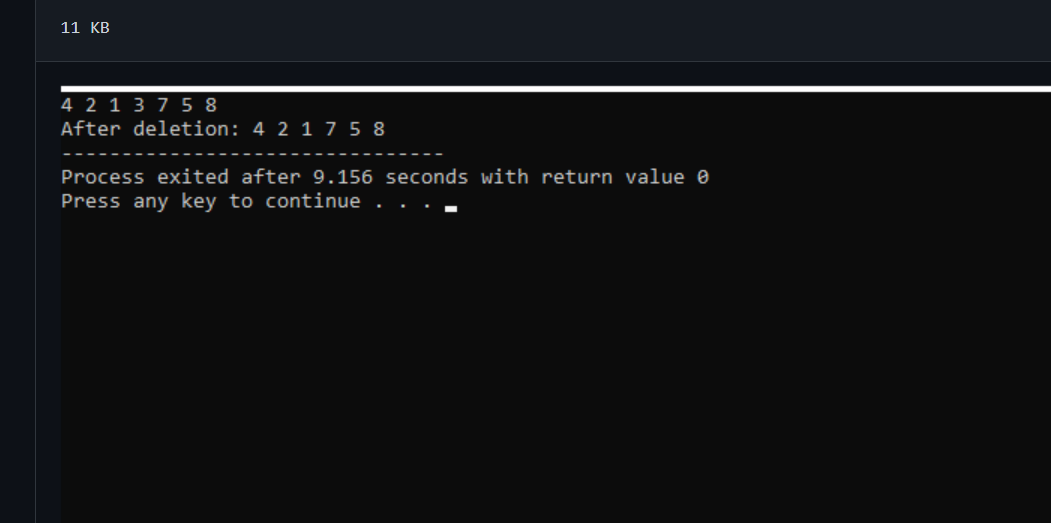 11 KB
4 2 1 3 7 5 8
After deletion: 4 2 1 7 5 8
--------------------------------
Process exited after 9.156 seconds with return value 0
Press any key to continue . . .